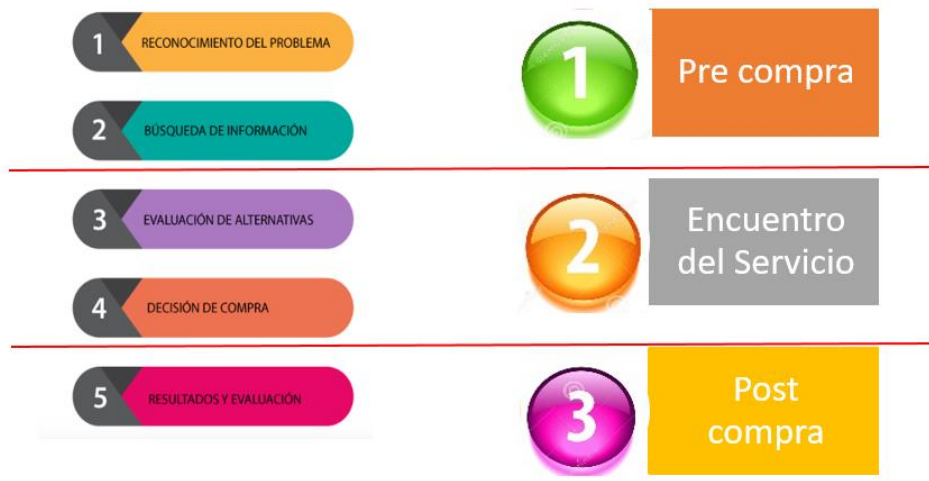 1 RECONOCIMIENTO DEL PROBLEMA
2 BÚSQUEDA DE INFORMACIÓN
1 Pre compra
3 EVALUACIÓN DE ALTERNATIVAS
4 DECISIÓN DE COMPRA
2 Encuentro
del Servicio
5 RESULTADOS Y EVALUACIÓN
3 Post
compra